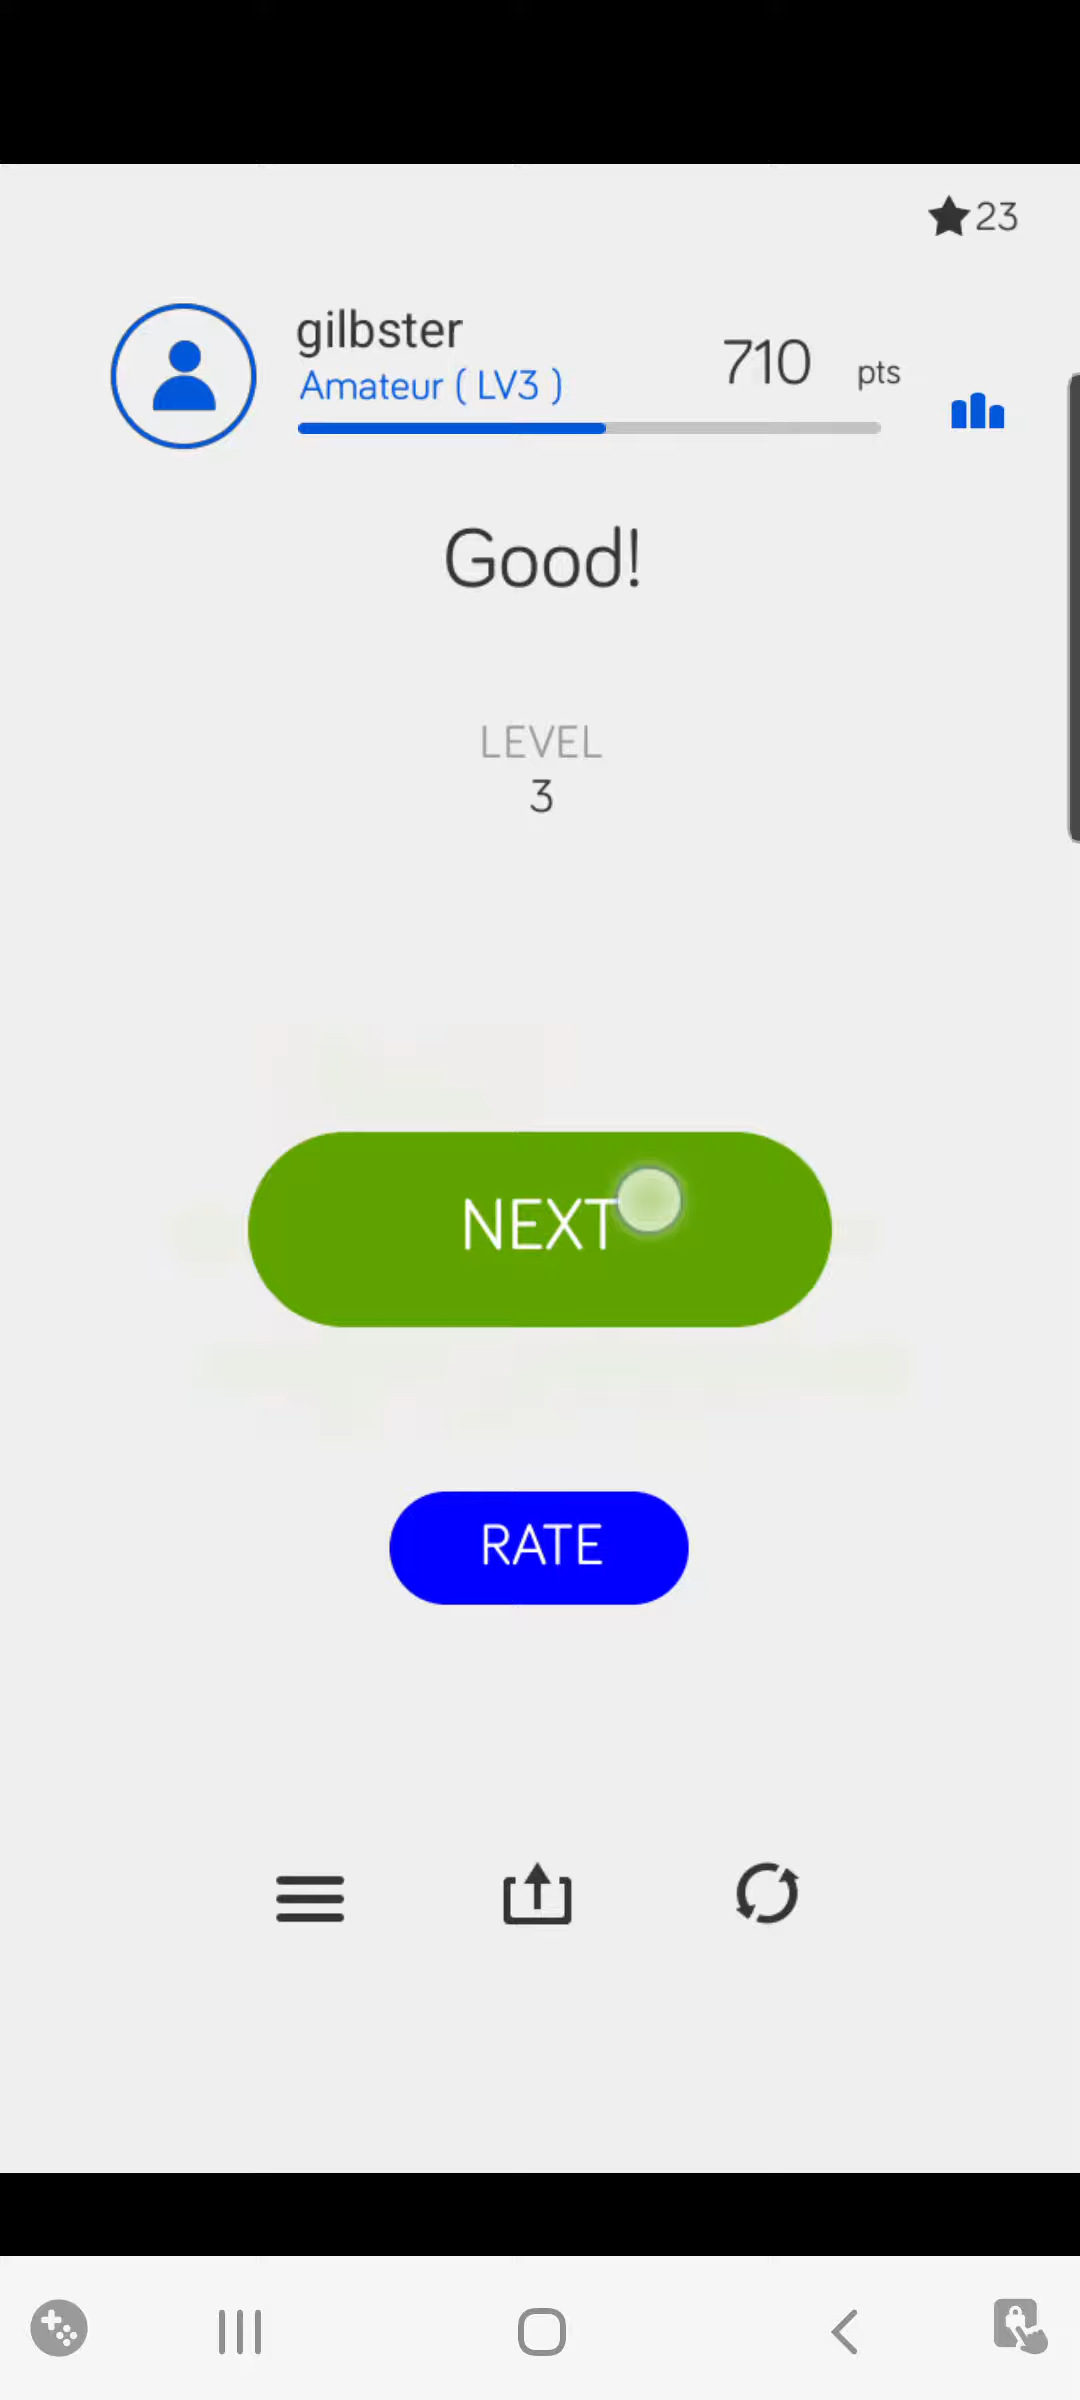 23
gilbster
Amateur ( LV3 )
710 pts
Good!
LEVEL
3
NEXT
RATE